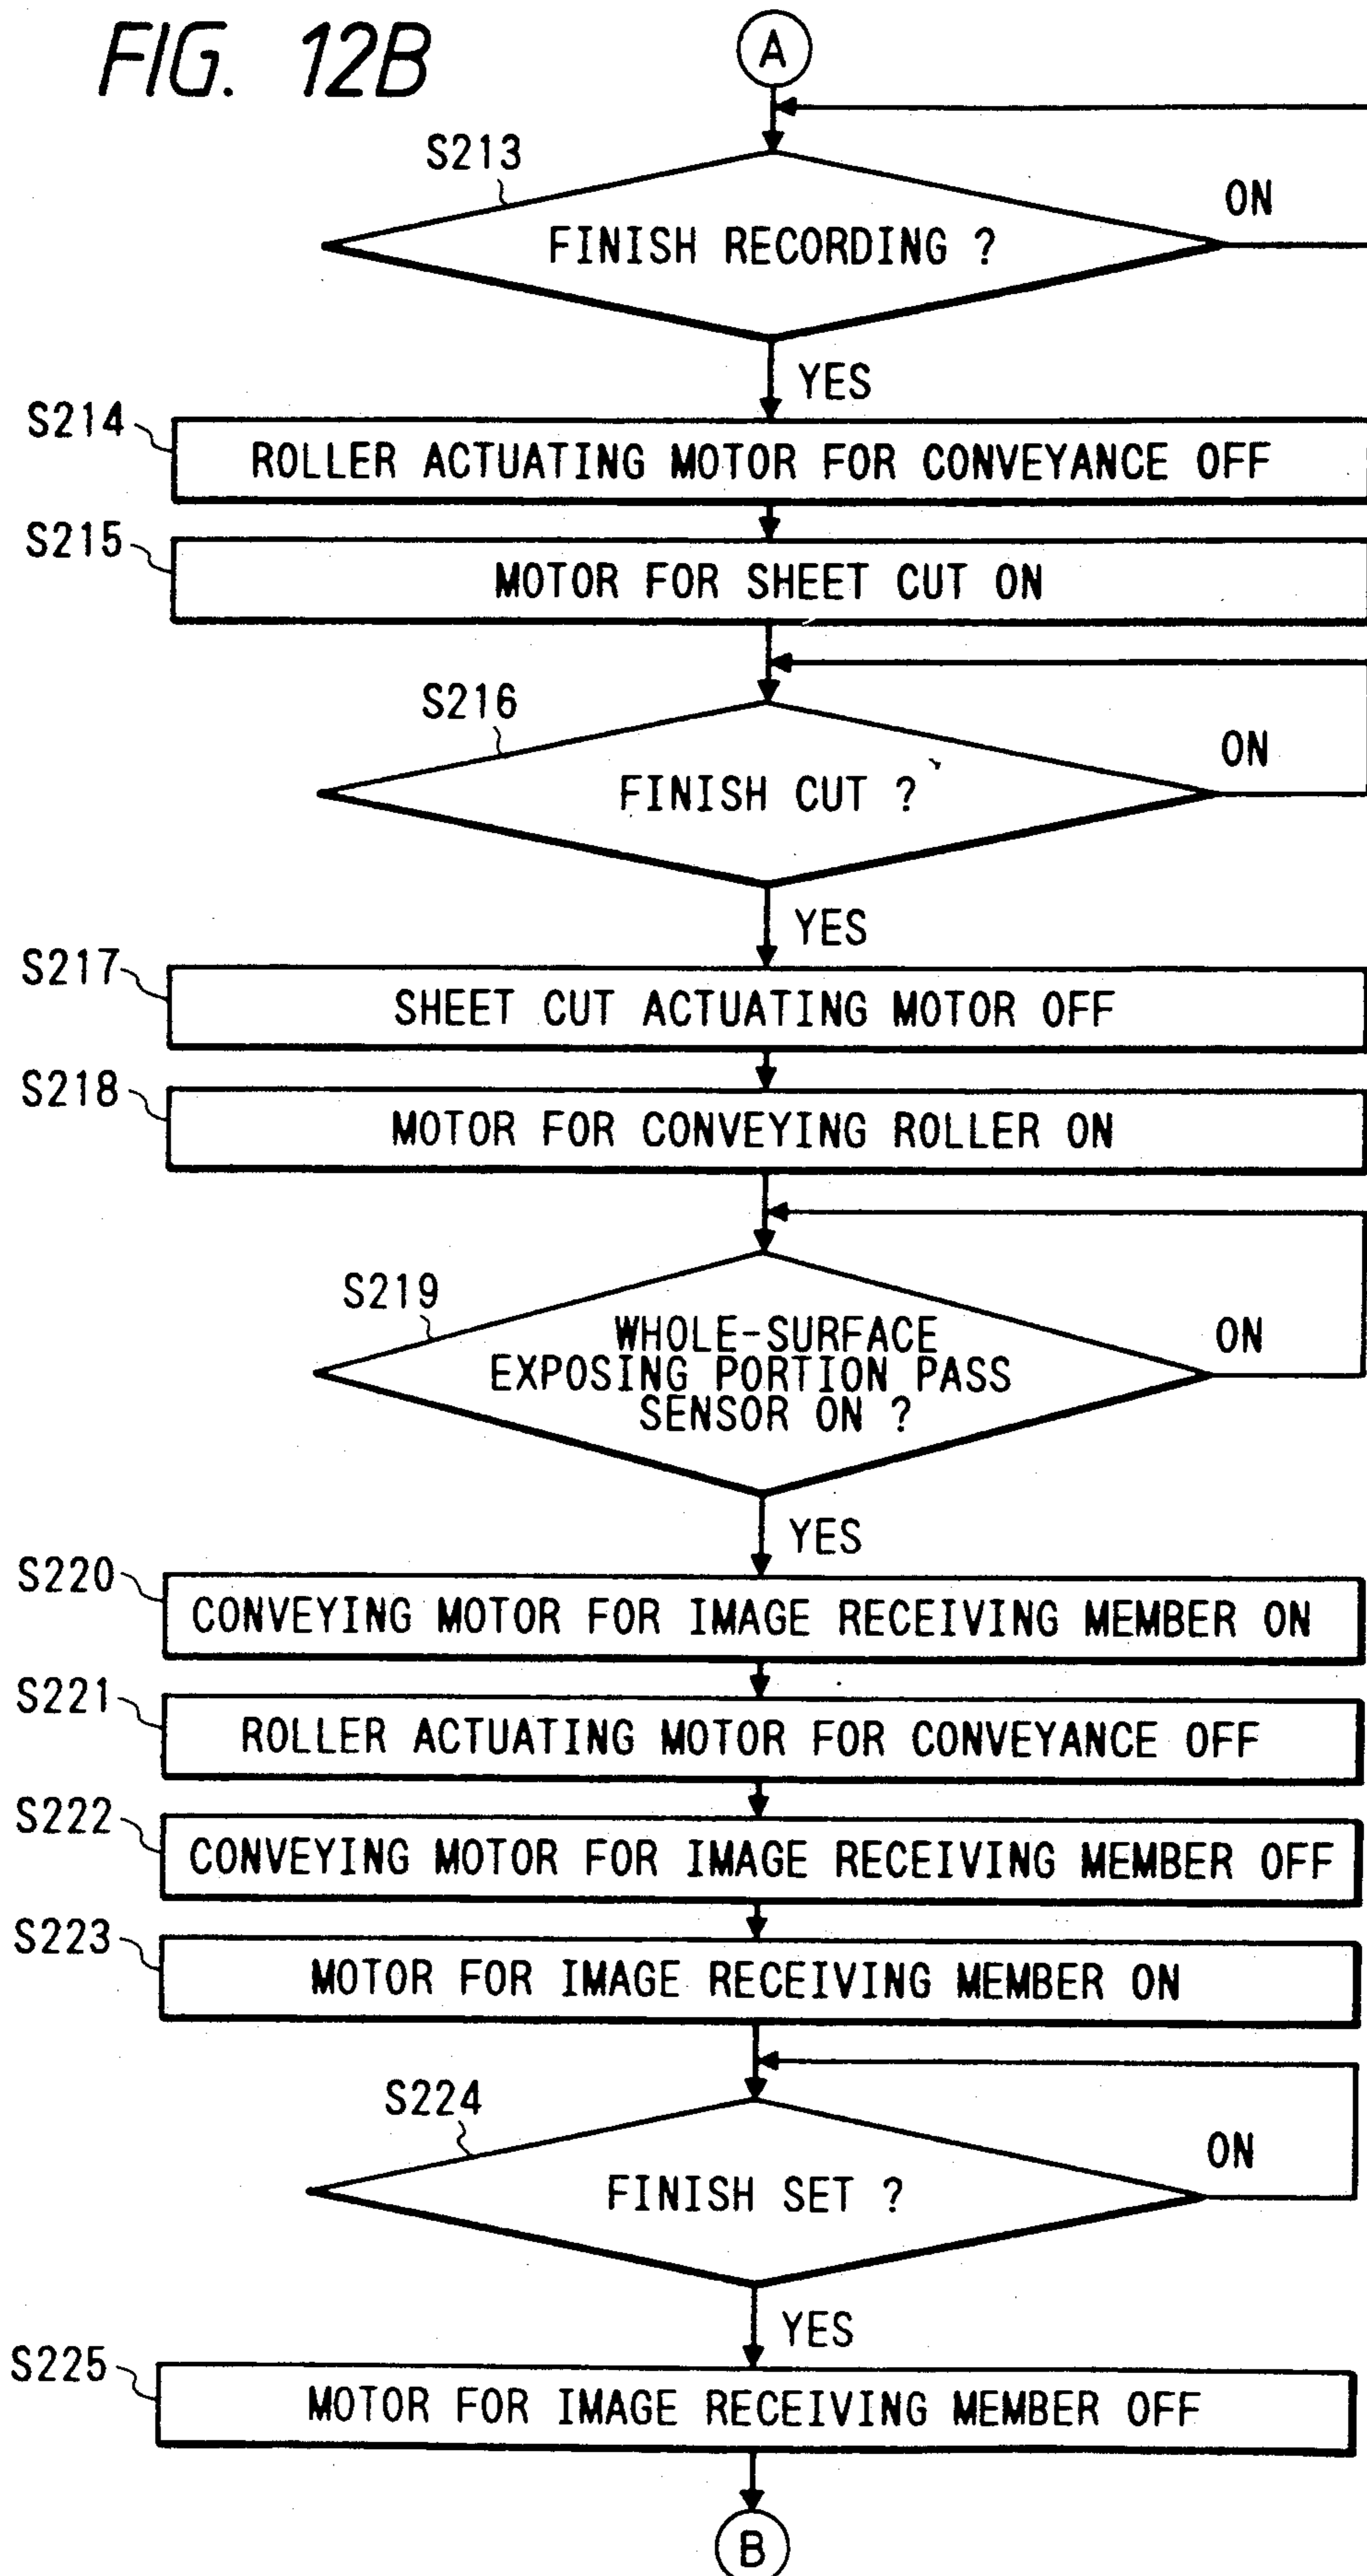 FIG. 12B
A
S213
FINISH RECORDING ?
ON
YES
S214
ROLLER ACTUATING MOTOR FOR CONVEYANCE OFF
S215
MOTOR FOR SHEET CUT ON
S216
FINISH CUT ?
ON
YES
S217
SHEET CUT ACTUATING MOTOR OFF
S218
MOTOR FOR CONVEYING ROLLER ON
S219
WHOLE-SURFACE
EXPOSING PORTION PASS
SENSOR ON ?
ON
YES
S220
CONVEYING MOTOR FOR IMAGE RECEIVING MEMBER ON
S221
ROLLER ACTUATING MOTOR FOR CONVEYANCE OFF
S222
CONVEYING MOTOR FOR IMAGE RECEIVING MEMBER OFF
S223
MOTOR FOR IMAGE RECEIVING MEMBER ON
S224
FINISH SET ?
ON
YES
S225
MOTOR FOR IMAGE RECEIVING MEMBER OFF
B